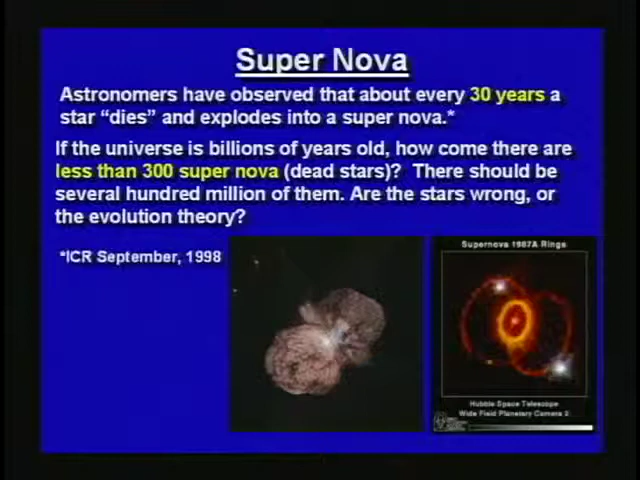 Super Nova
Astronomers have observed that about every 30 years a
star “dies” and explodes into a super nova.*
If the universe is billions of years old, how come there are
less than 300 super nova (dead stars)? There should be
several hundred million of them. Are the stars wrong, or
the evolution theory?
*ICR September, 1998
Supernova 1987A Rings
Hubble Space Telescope
Wide Field Planetary Camera 2